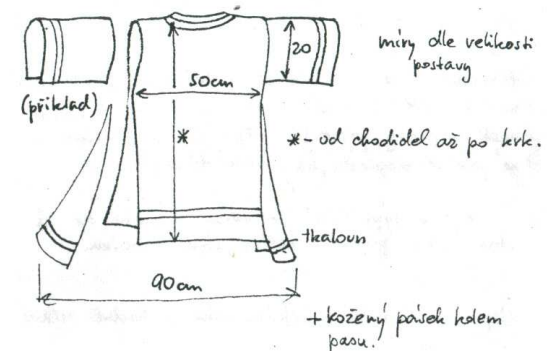 20
míry dle velikosti
postavy
50cm
(příklad)
* - od chodidel až po krk.
*
tkaloun
90cm
+ kožený pásek kolem
pasu.